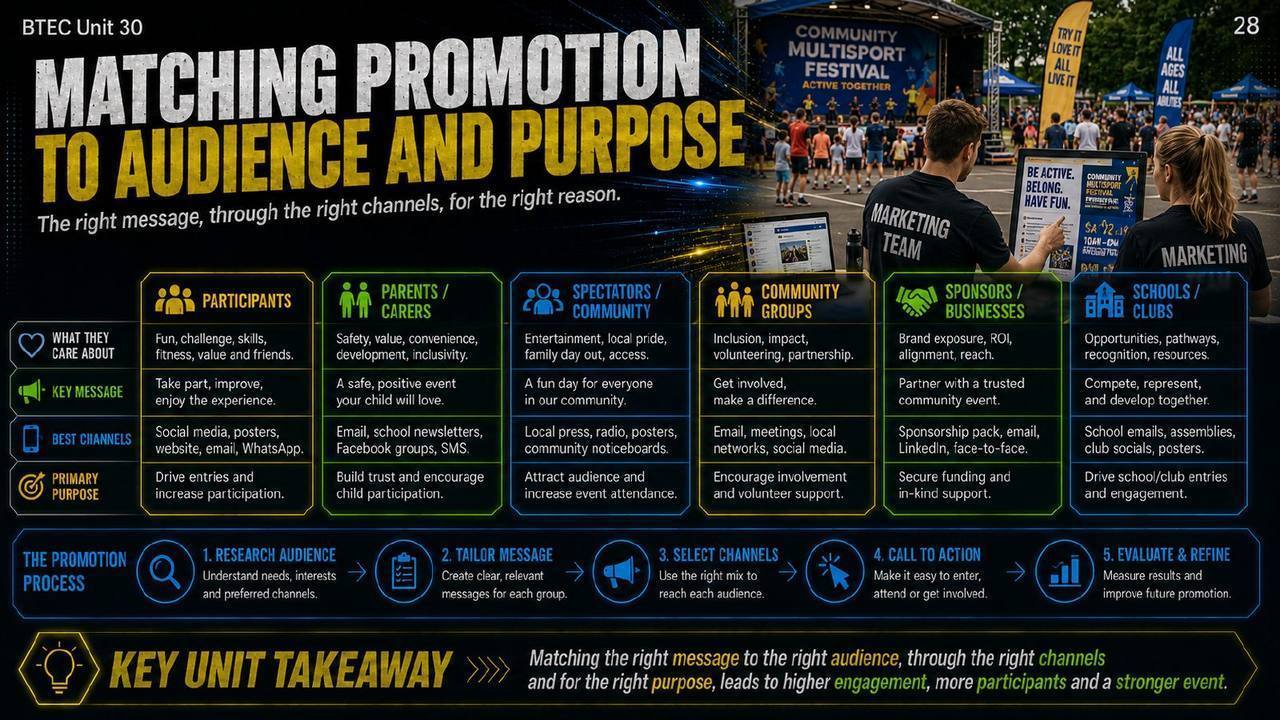 BTEC Unit 30
28
MATCHING PROMOTION
TO AUDIENCE AND PURPOSE
The right message, through the right channels, for the right reason.
COMMUNITY
MULTISPORT
FESTIVAL
ACTIVE TOGETHER
TRY IT
LOVE IT
ALL
LIVE IT
ALL
AGES
ALL
ABILITIES
MARKETING
TEAM
BE ACTIVE.
BELONG.
HAVE FUN.
COMMUNITY
MULTISPORT
FESTIVAL
MARKETING
PARTICIPANTS
PARENTS /
CARERS
SPECTATORS /
COMMUNITY
COMMUNITY
GROUPS
SPONSORS /
BUSINESSES
SCHOOLS /
CLUBS
WHAT THEY
CARE ABOUT
Fun, challenge, skills,
fitness, value and friends.
Safety, value, convenience,
development, inclusivity.
Entertainment, local pride,
family day out, access.
Inclusion, impact,
volunteering, partnership.
Brand exposure, ROI,
alignment, reach.
Opportunities, pathways,
recognition, resources.
KEY MESSAGE
Take part, improve,
enjoy the experience.
A safe, positive event
your child will love.
A fun day for everyone
in our community.
Get involved,
make a difference.
Partner with a trusted
community event.
Compete, represent,
and develop together.
BEST CHANNELS
Social media, posters,
website, email, WhatsApp.
Email, school newsletters,
Facebook groups, SMS.
Local press, radio, posters,
community noticeboards.
Email, meetings, local
networks, social media.
Sponsorship pack, email,
LinkedIn, face-to-face.
School emails, assemblies,
club socials, posters.
PRIMARY
PURPOSE
Drive entries and
increase participation.
Build trust and encourage
child participation.
Attract audience and
increase event attendance.
Encourage involvement
and volunteer support.
Secure funding and
in-kind support.
Drive school/club entries
and engagement.
THE PROMOTION
PROCESS
1. RESEARCH AUDIENCE
Understand needs, interests
and preferred channels.
2. TAILOR MESSAGE
Create clear, relevant
messages for each group.
3. SELECT CHANNELS
Use the right mix to
reach each audience.
4. CALL TO ACTION
Make it easy to enter,
attend or get involved.
5. EVALUATE & REFINE
Measure results and
improve future promotion.
KEY UNIT TAKEAWAY
Matching the right message to the right audience, through the right channels
and for the right purpose, leads to higher engagement, more participants and a stronger event.